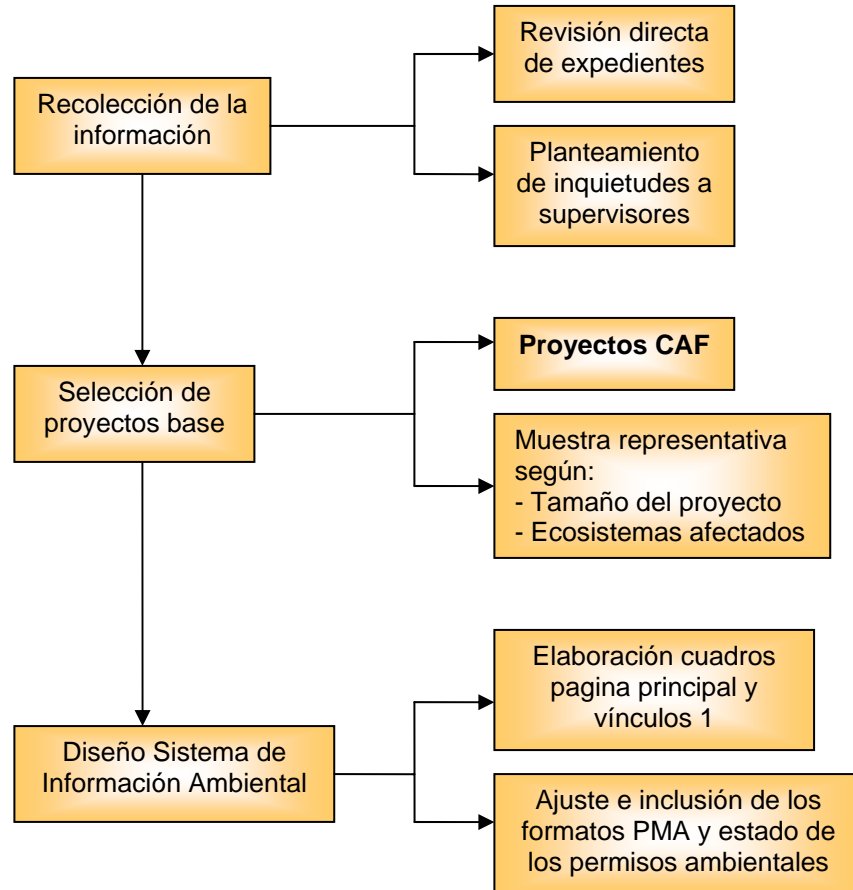 Revisión directa
de expedientes
Recolección de la
información
Planteamiento
de inquietudes a
supervisores
Proyectos CAF
Selección de
proyectos base
Muestra representativa
según:
- Tamaño del proyecto
- Ecosistemas afectados
Elaboración cuadros
pagina principal y
vínculos 1
Diseño Sistema de
Información Ambiental
Ajuste e inclusión de los
formatos PMA y estado de
los permisos ambientales